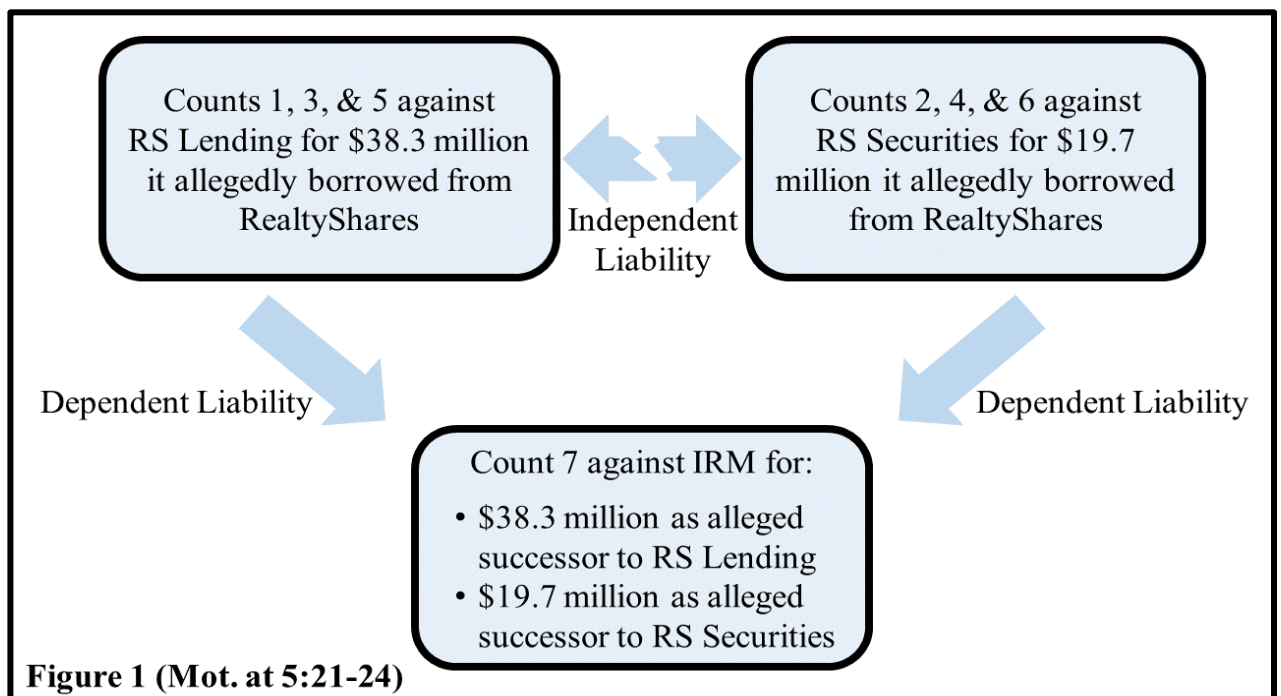 Counts 1, 3, & 5 against
RS Lending for $38.3 million
it allegedly borrowed from
RealtyShares
Counts 2, 4, & 6 against
RS Securities for $19.7
million it allegedly borrowed
from RealtyShares
Independent
Liability
Dependent Liability
Dependent Liability
Count 7 against IRM for:
• $38.3 million as alleged
successor to RS Lending
• $19.7 million as alleged
successor to RS Securities
Figure 1 (Mot. at 5:21-24)